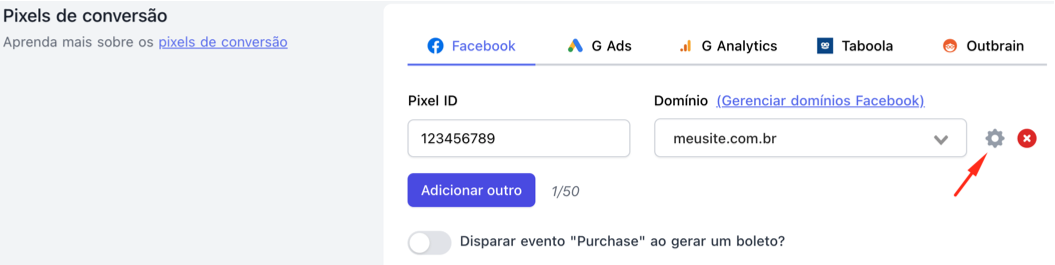 Pixels de conversão
Aprenda mais sobre os pixels de conversão
Facebook
G Ads
G Analytics
Taboola
Outbrain
Pixel ID
Domínio (Gerenciar domínios Facebook)
123456789
meusite.com.br
Adicionar outro
1/50
Disparar evento "Purchase" ao gerar um boleto?